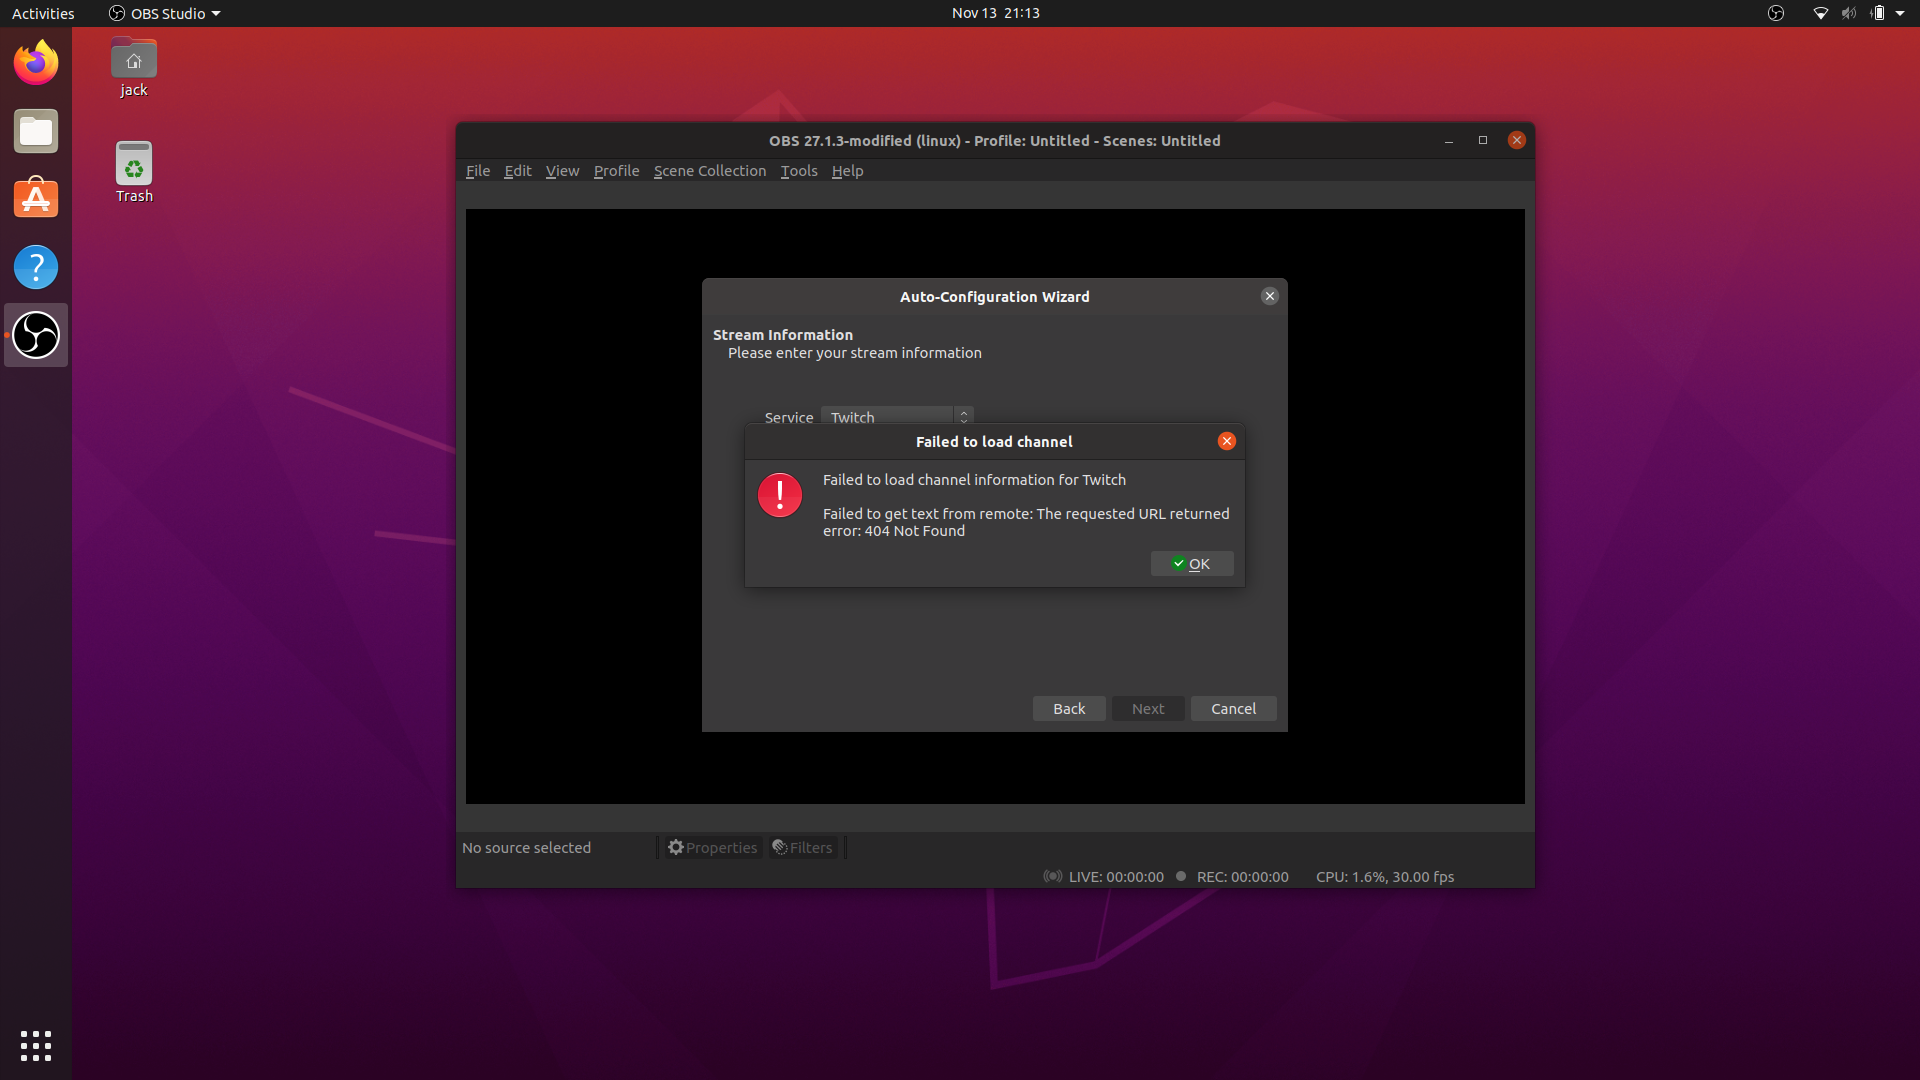 Activities
OBS Studio
Nov 13 21:13
jack
Trash
OBS 27.1.3-modified (linux) - Profile: Untitled - Scenes: Untitled
File Edit View Profile Scene Collection Tools Help
Auto-Configuration Wizard
Stream Information
Please enter your stream information
Service Twitch
Failed to load channel
Failed to load channel information for Twitch
Failed to get text from remote: The requested URL returned
error: 404 Not Found
OK
Back Next Cancel
No source selected Properties Filters
LIVE: 00:00:00 REC: 00:00:00 CPU: 1.6%, 30.00 fps